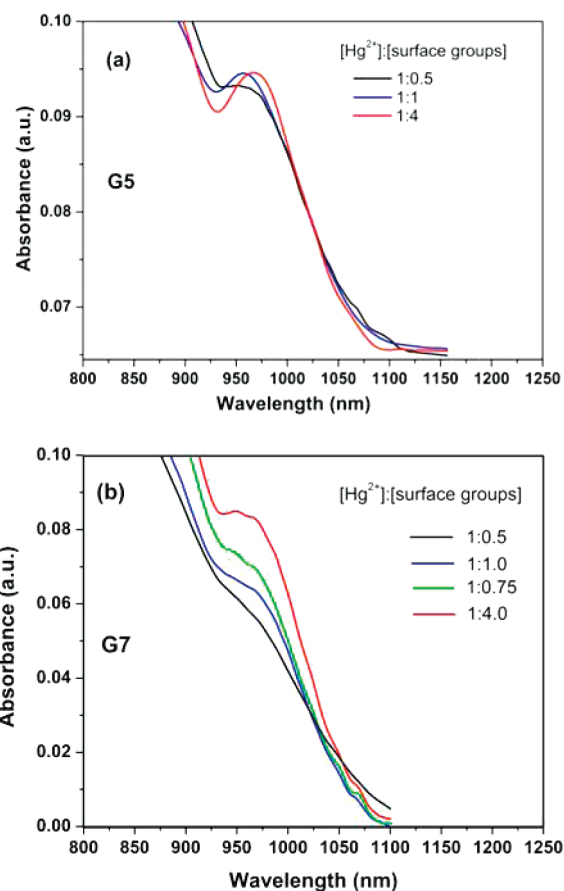 0.10
(a)
[Hg²⁺]:[surface groups]
1:0.5
1:1
1:4
0.09
0.08
0.07
G5
Absorbance (a.u.)
800 850 900 950 1000 1050 1100 1150 1200 1250
Wavelength (nm)
0.10
(b)
[Hg²⁺]:[surface groups]
1:0.5
1:1.0
1:0.75
1:4.0
0.08
0.06
0.04
0.02
0.00
G7
Absorbance (a.u.)
800 850 900 950 1000 1050 1100 1150 1200 1250
Wavelength (nm)